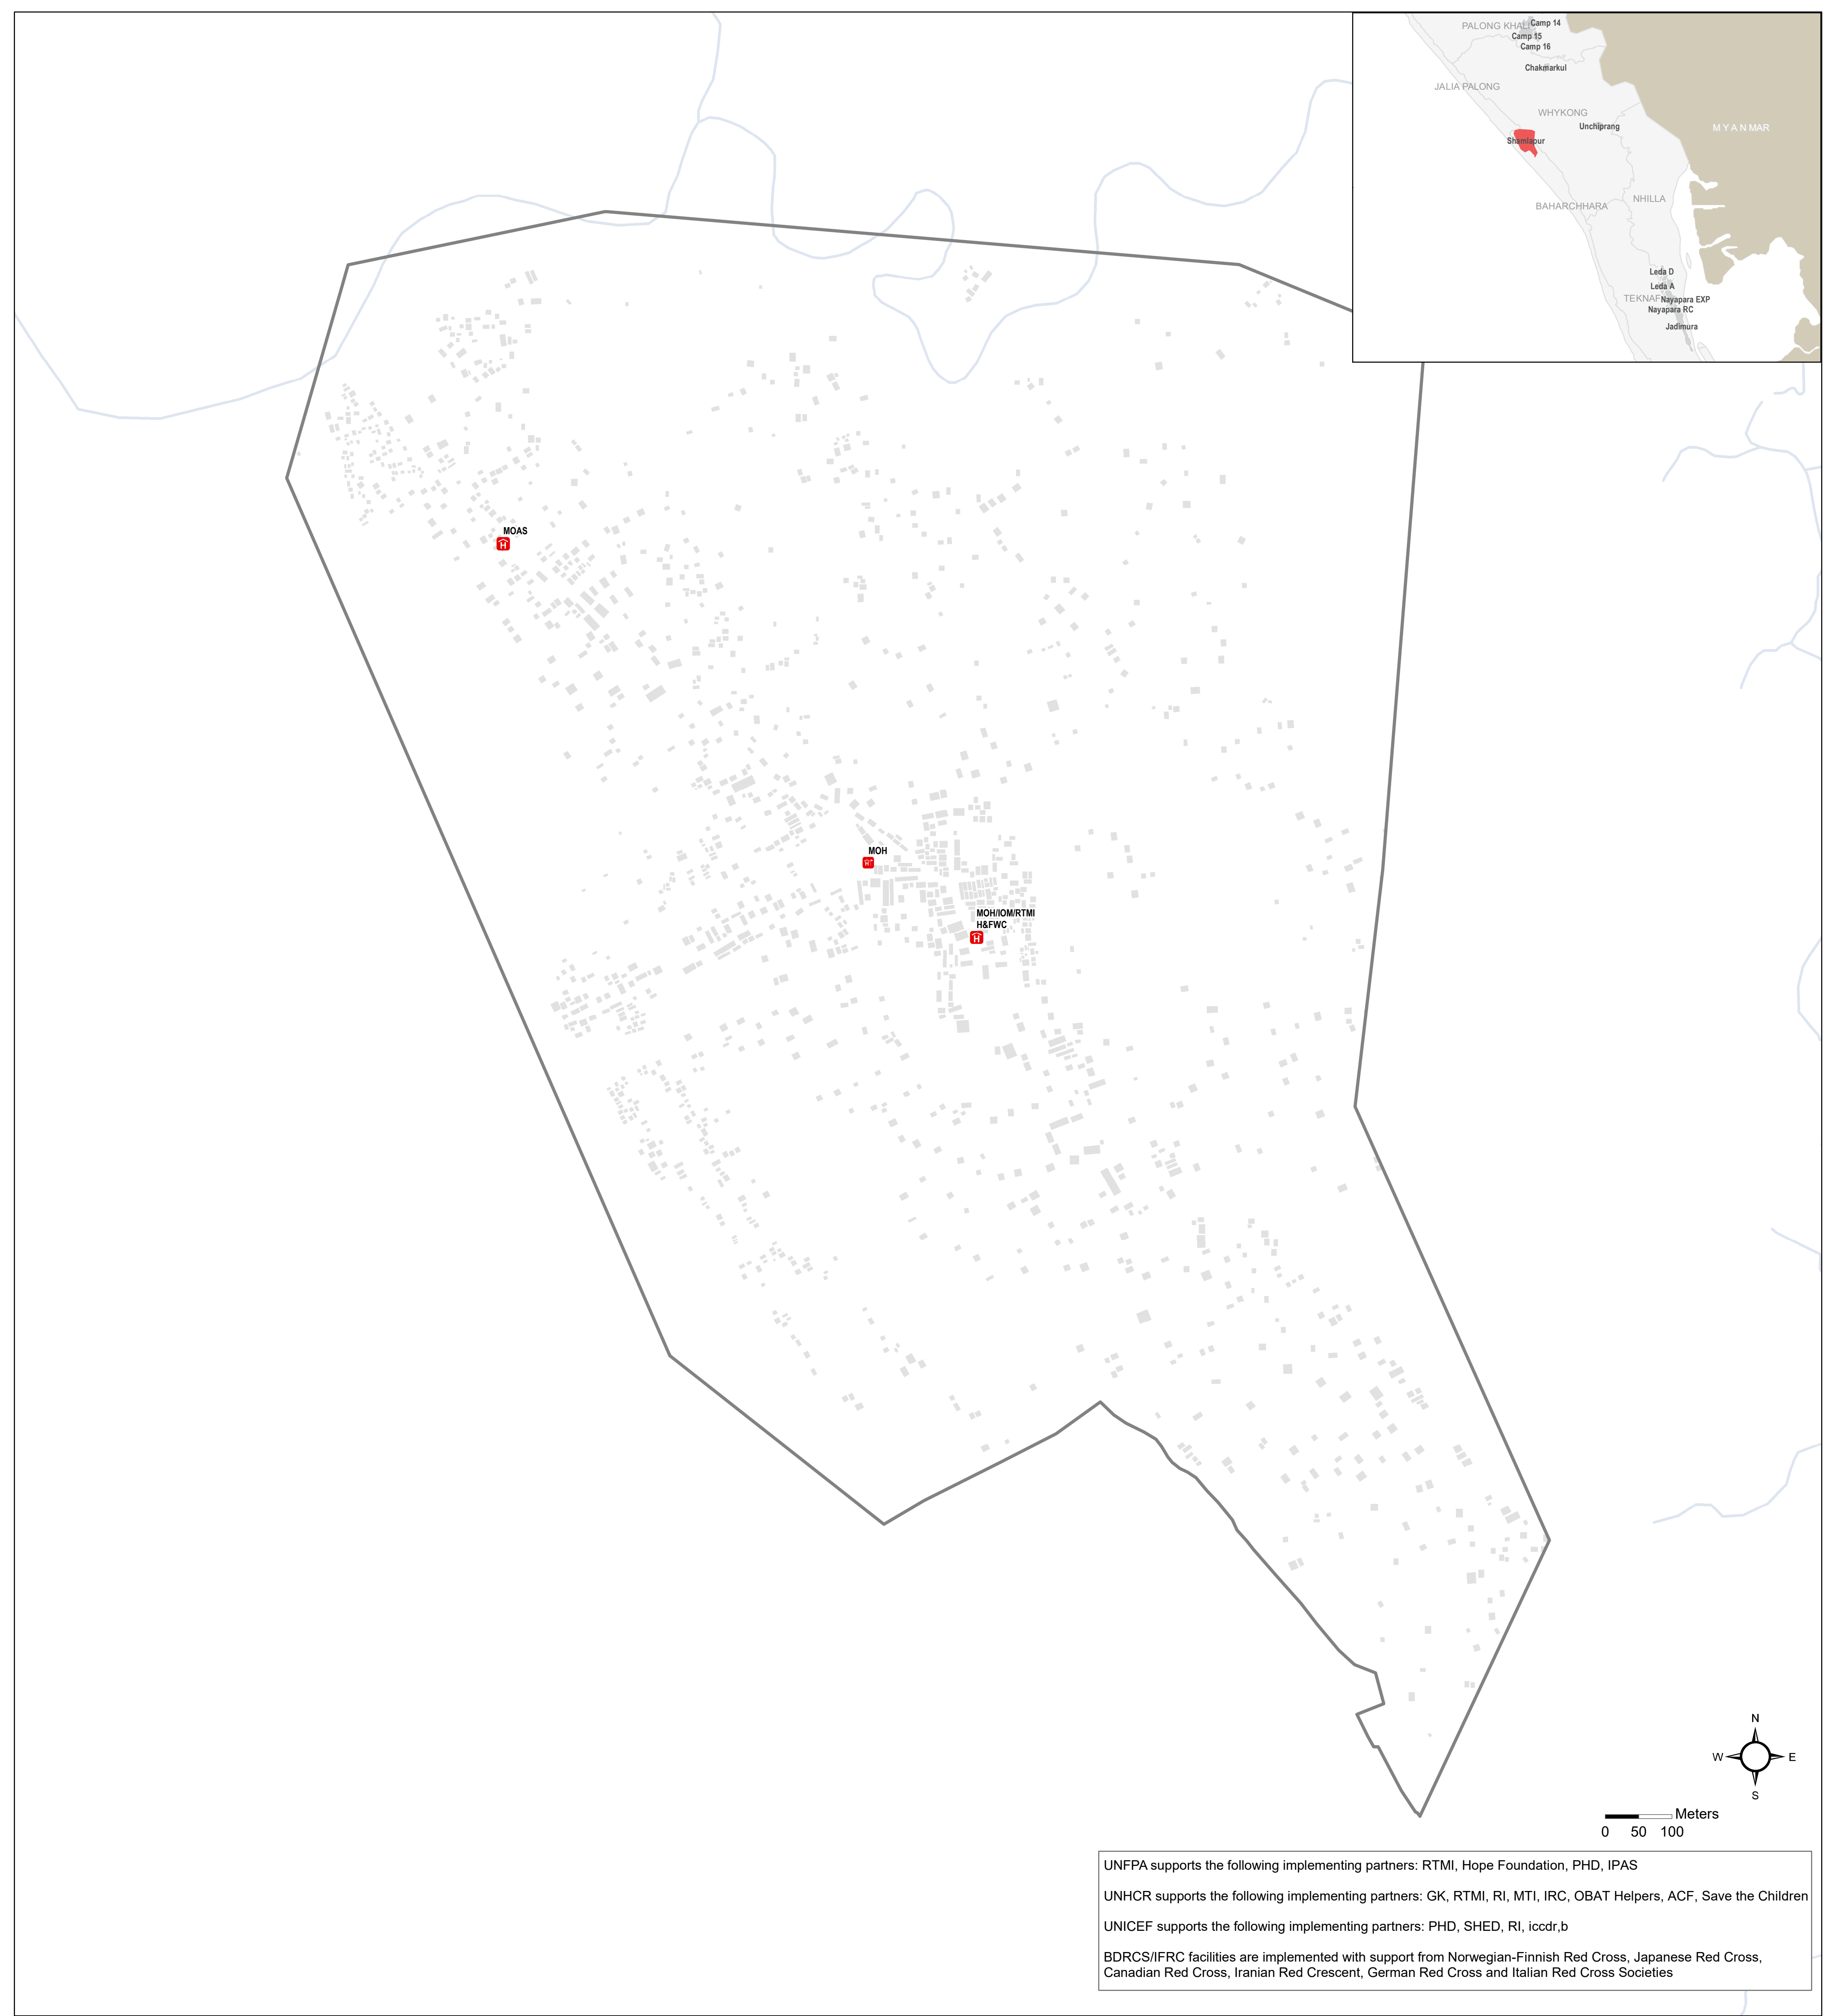 PALONG KHALI
Camp 14
Camp 15
Camp 16
Chakmarkul
JALIA PALONG
WHYKONG
Unchiprang
M Y A N MAR
Shamlapur
NHILLA
BAHARCHHARA
Leda D
Leda A
TEKNAF
Nayapara EXP
Nayapara RC
Jadimura
MOAS
H
MOH
MOH/IOM/RTMI
H&FWC
H
N
W
E
S
Meters
0 50 100
UNFPA supports the following implementing partners: RTMI, Hope Foundation, PHD, IPAS
UNHCR supports the following implementing partners: GK, RTMI, RI, MTI, IRC, OBAT Helpers, ACF, Save the Children
UNICEF supports the following implementing partners: PHD, SHED, RI, iccdr,b
BDRCS/IFRC facilities are implemented with support from Norwegian-Finnish Red Cross, Japanese Red Cross,
Canadian Red Cross, Iranian Red Crescent, German Red Cross and Italian Red Cross Societies